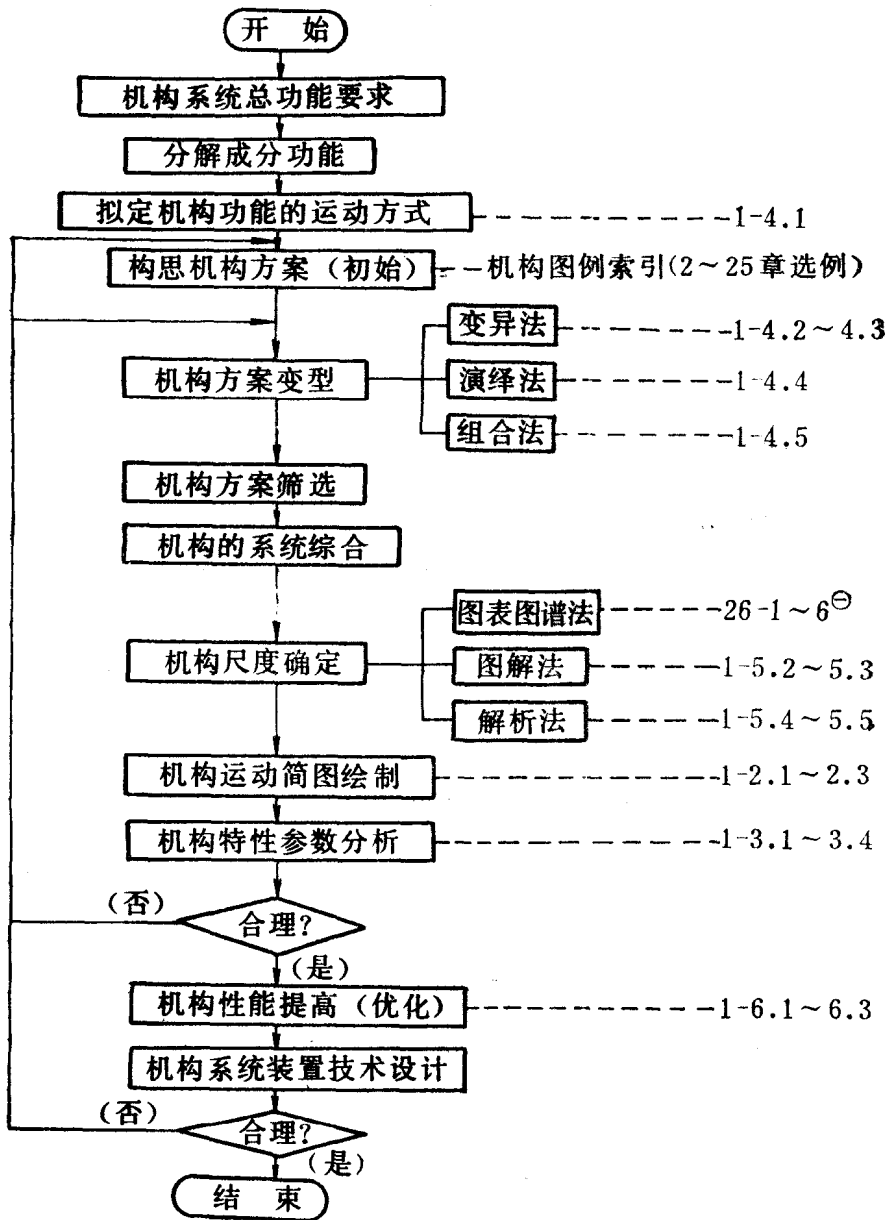 开 始
机构系统总功能要求
分解成分功能
拟定机构功能的运动方式 1-4.1
构思机构方案（初始） 机构图例索引(2～25章选例）
变异法 1-4.2～4.3
机构方案变型 演绎法 1-4.4
组合法 1-4.5
机构方案筛选
机构的系统综合
图表图谱法 26-1～6㊀
机构尺度确定 图解法 1-5.2～5.3
解析法 1-5.4～5.5
机构运动简图绘制 1-2.1～2.3
机构特性参数分析 1-3.1～3.4
（否） 合理?
（是）
机构性能提高（优化） 1-6.1～6.3
机构系统装置技术设计
（否） 合理?
（是）
结 束